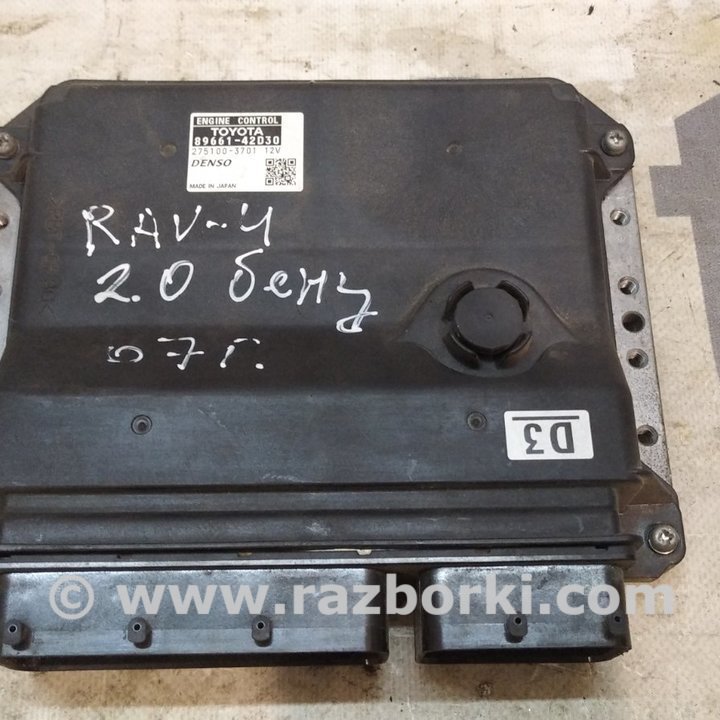 ENGINE CONTROL
TOYOTA
89661-42D30
275100-3701 12V
DENSO
MADE IN JAPAN
RAV-4
2.0 бенз
07г.
D3
© www.razborki.com